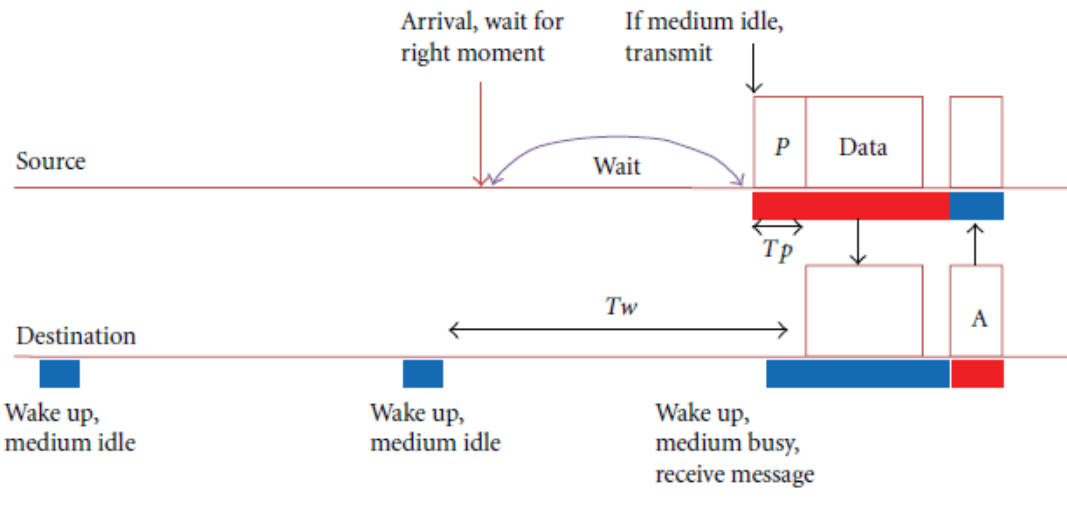 Arrival, wait for
right moment
If medium idle,
transmit
P
Data
Source
Wait
Tp
Tw
A
Destination
Wake up,
medium idle
Wake up,
medium idle
Wake up,
medium busy,
receive message